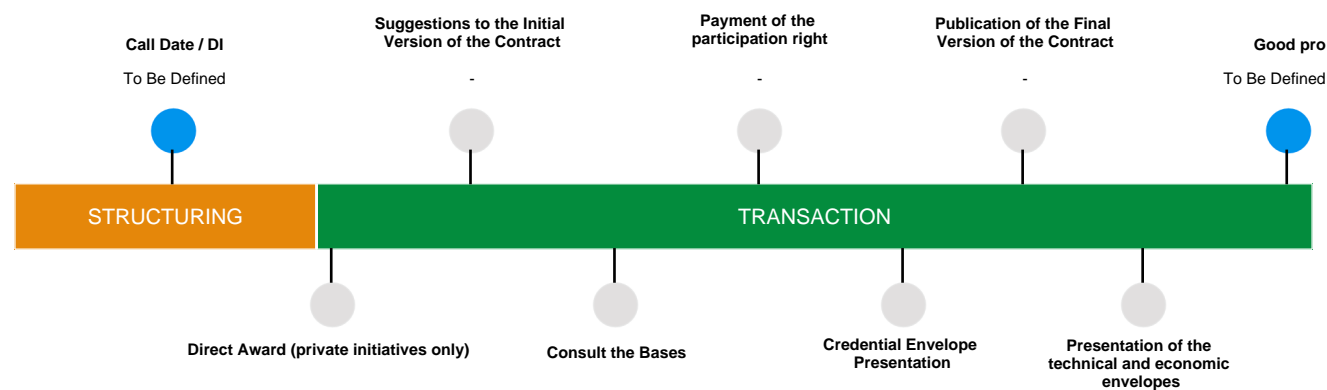 Suggestions to the Initial
Version of the Contract
Payment of the
participation right
Publication of the Final
Version of the Contract
Call Date / DI
Good pro
To Be Defined
-
-
-
To Be Defined
STRUCTURING
TRANSACTION
Direct Award (private initiatives only)
Consult the Bases
Credential Envelope
Presentation
Presentation of the
technical and economic
envelopes